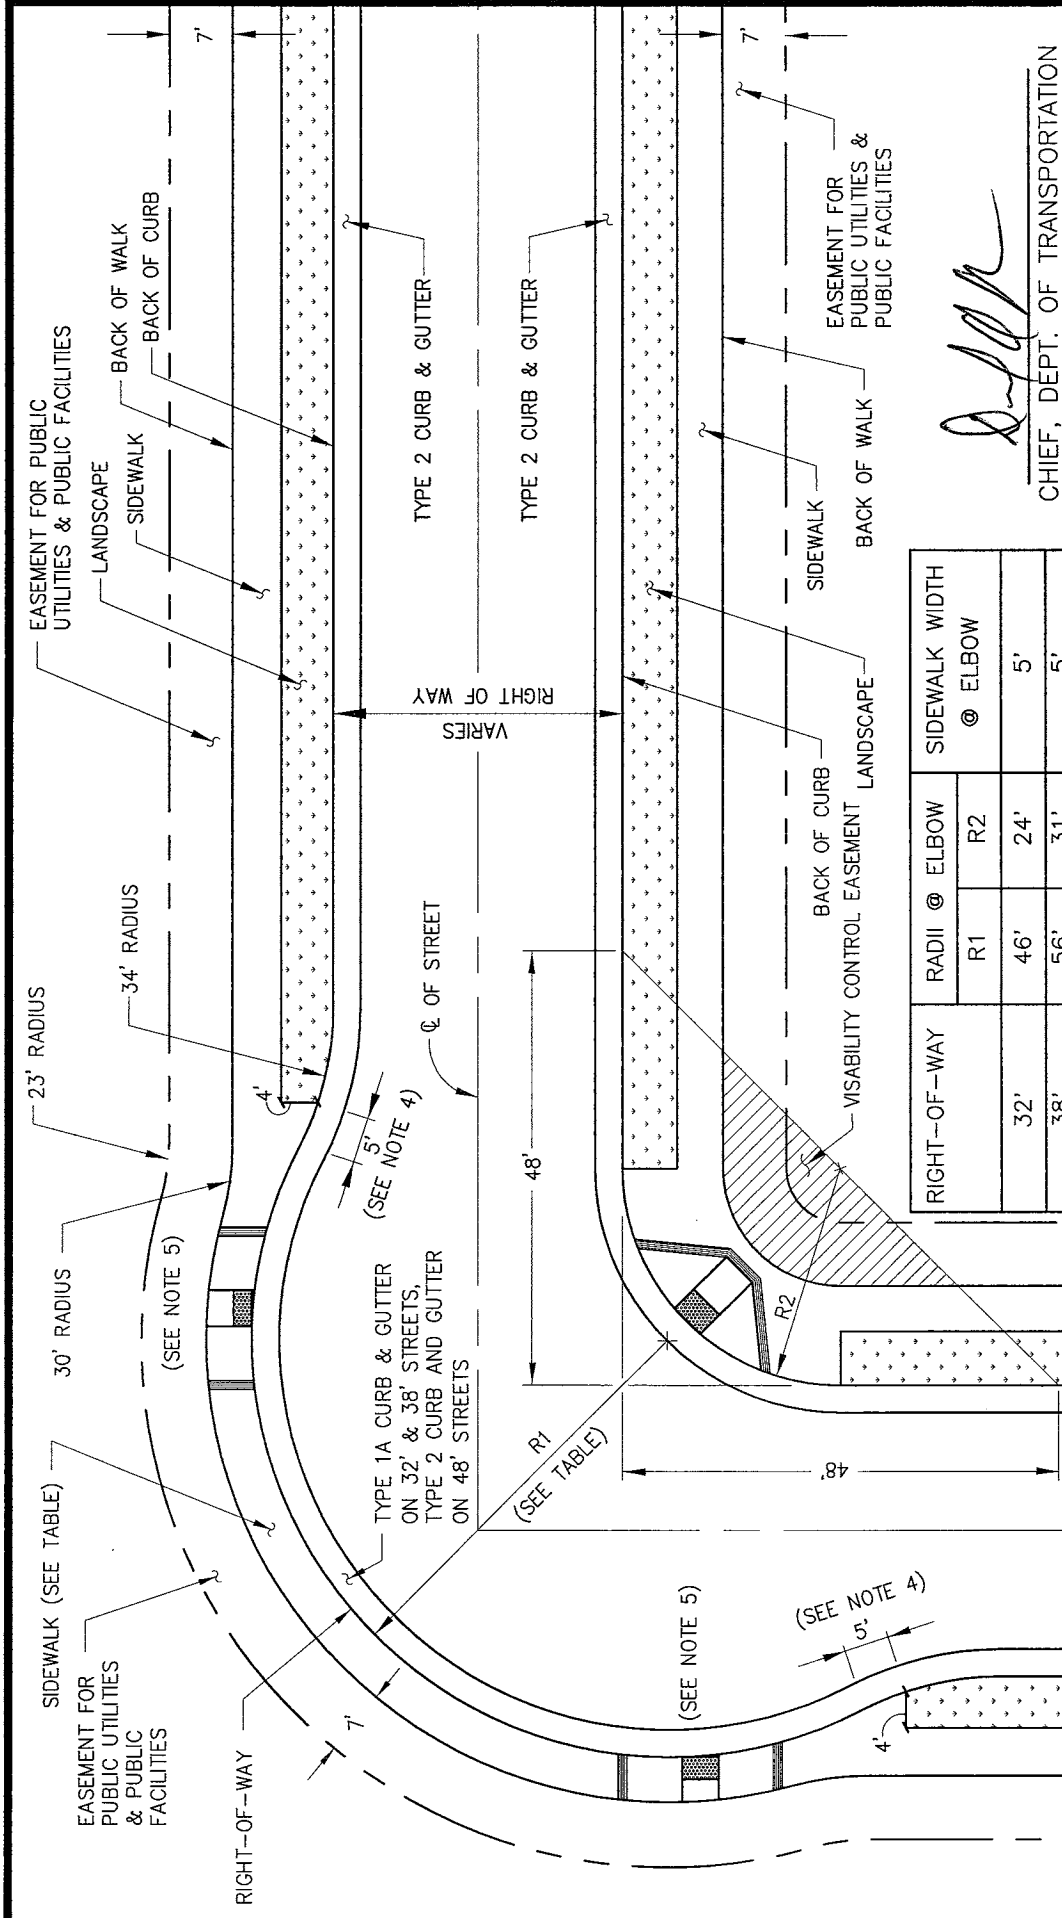 EASEMENT FOR PUBLIC
UTILITIES & PUBLIC FACILITIES
LANDSCAPE
SIDEWALK
BACK OF WALK
BACK OF CURB
7'
23' RADIUS
34' RADIUS
30' RADIUS
(SEE NOTE 5)
SIDEWALK (SEE TABLE)
EASEMENT FOR
PUBLIC UTILITIES
& PUBLIC
FACILITIES
RIGHT-OF-WAY
7'
4'
5'
(SEE NOTE 4)
TYPE 1A CURB & GUTTER
ON 32' & 38' STREETS,
TYPE 2 CURB AND GUTTER
ON 48' STREETS
℄ OF STREET
TYPE 2 CURB & GUTTER
TYPE 2 CURB & GUTTER
VARIES
RIGHT OF WAY
48'
R1
(SEE TABLE)
48'
R2
(SEE NOTE 5)
(SEE NOTE 4)
5'
4'
7'
EASEMENT FOR
PUBLIC UTILITIES &
PUBLIC FACILITIES
SIDEWALK
BACK OF WALK
BACK OF CURB
LANDSCAPE
VISABILITY CONTROL EASEMENT
RIGHT-OF-WAY RADII @ ELBOW SIDEWALK WIDTH
R1 R2 @ ELBOW
32' 46' 24' 5'
38' 56' 31' 5'
CHIEF, DEPT. OF TRANSPORTATION